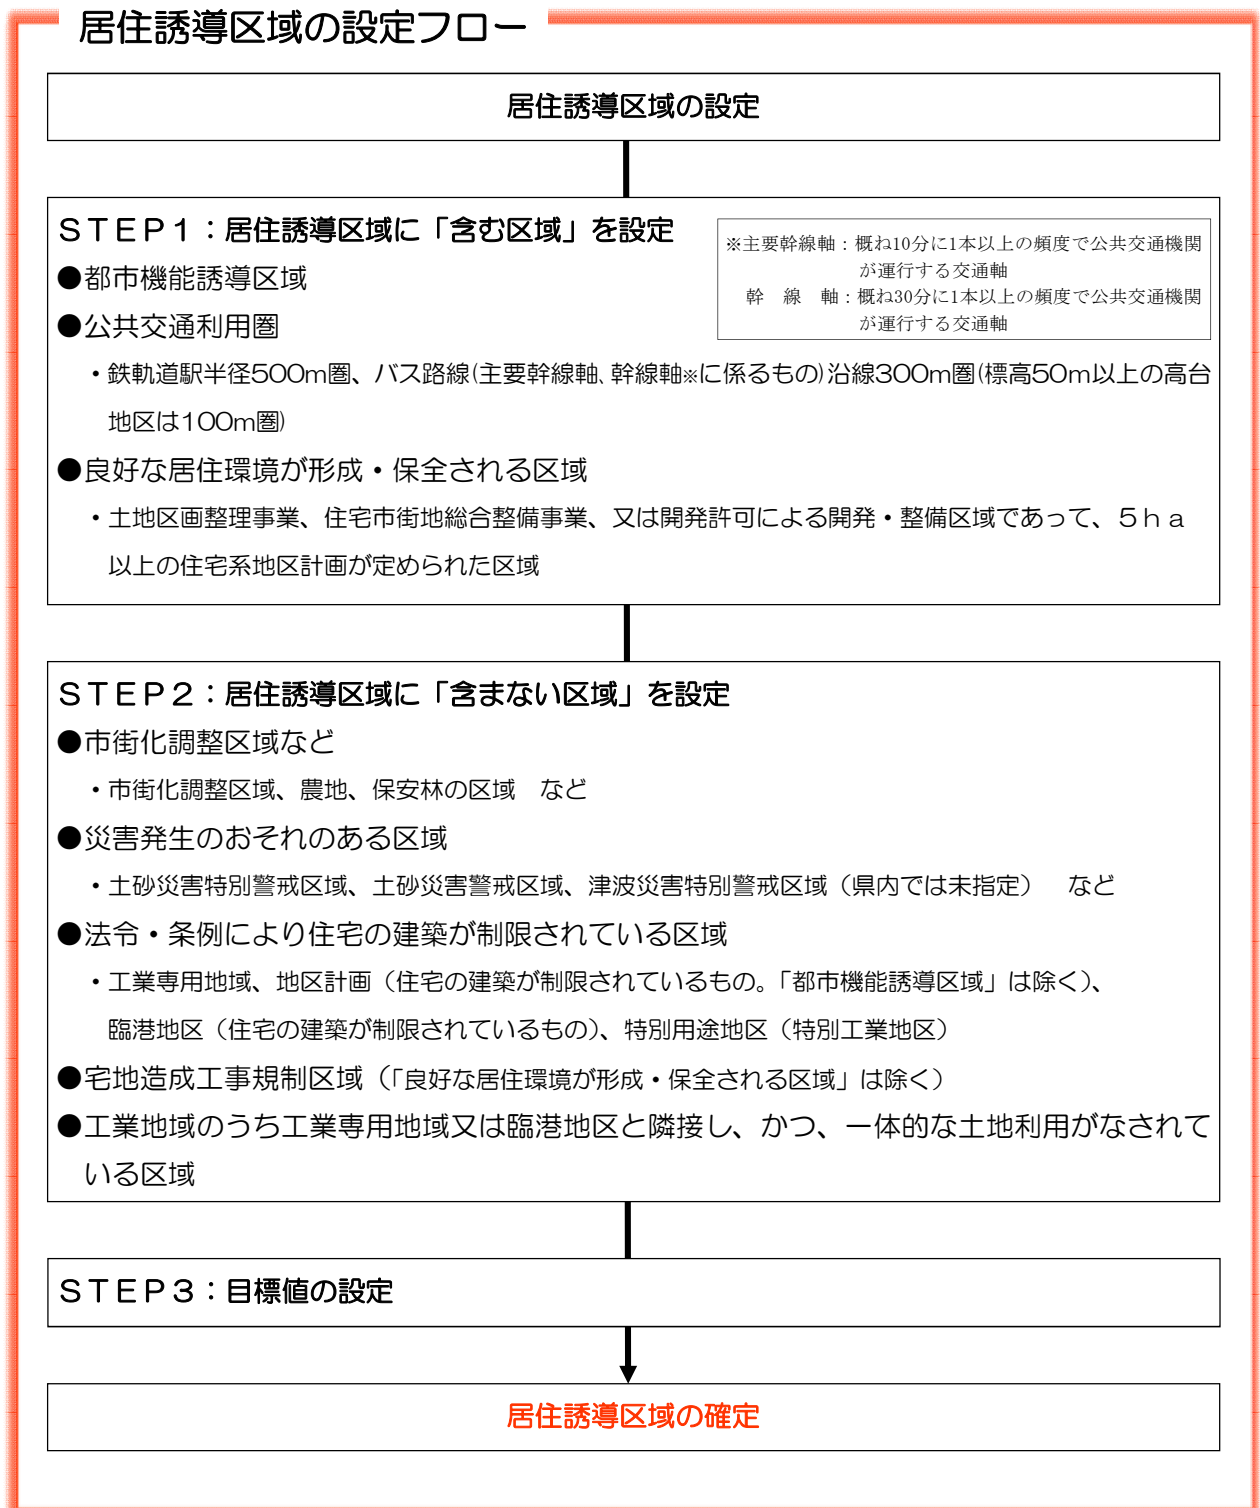 居住誘導区域の設定フロー
居住誘導区域の設定
ＳＴＥＰ１：居住誘導区域に「含む区域」を設定
※主要幹線軸：概ね10分に1本以上の頻度で公共交通機関
が運行する交通軸
幹　線　軸：概ね30分に1本以上の頻度で公共交通機関
が運行する交通軸
●都市機能誘導区域
●公共交通利用圏
・鉄軌道駅半径500m圏、バス路線(主要幹線軸、幹線軸※に係るもの)沿線300m圏(標高50m以上の高台
地区は100m圏)
●良好な居住環境が形成・保全される区域
・土地区画整理事業、住宅市街地総合整備事業、又は開発許可による開発・整備区域であって、５ｈａ
以上の住宅系地区計画が定められた区域
ＳＴＥＰ２：居住誘導区域に「含まない区域」を設定
●市街化調整区域など
・市街化調整区域、農地、保安林の区域　など
●災害発生のおそれのある区域
・土砂災害特別警戒区域、土砂災害警戒区域、津波災害特別警戒区域（県内では未指定）　など
●法令・条例により住宅の建築が制限されている区域
・工業専用地域、地区計画（住宅の建築が制限されているもの。「都市機能誘導区域」は除く）、
臨港地区（住宅の建築が制限されているもの）、特別用途地区（特別工業地区）
●宅地造成工事規制区域（「良好な居住環境が形成・保全される区域」は除く）
●工業地域のうち工業専用地域又は臨港地区と隣接し、かつ、一体的な土地利用がなされて
いる区域
ＳＴＥＰ３：目標値の設定
居住誘導区域の確定